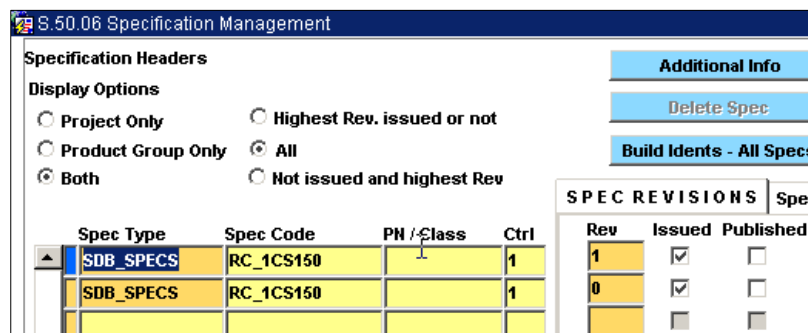 S.50.06 Specification Management
Specification Headers
Additional Info
Display Options
Delete Spec
Project Only
Highest Rev. issued or not
Product Group Only
All
Build Idents - All Specs
Both
Not issued and highest Rev
SPEC REVISIONS Spe
Spec Type Spec Code PN / Class Ctrl Rev Issued Published
SDB_SPECS RC_1CS150 1 1
SDB_SPECS RC_1CS150 1 0